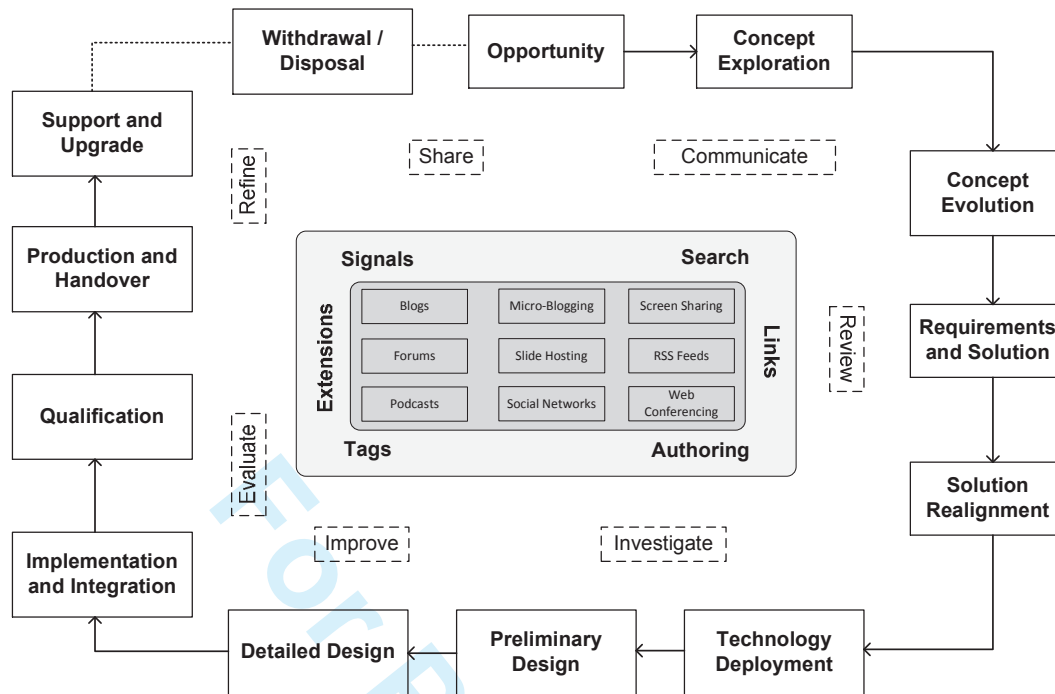 Withdrawal /
Disposal
Opportunity
Concept
Exploration
Support and
Upgrade
Share
Communicate
Refine
Concept
Evolution
Production and
Handover
Signals
Search
Extensions
Blogs
Micro-Blogging
Screen Sharing
Forums
Slide Hosting
RSS Feeds
Podcasts
Social Networks
Web
Conferencing
Links
Review
Requirements
and Solution
Qualification
Tags
Authoring
Evaluate
Solution
Realignment
Improve
Investigate
Implementation
and Integration
Detailed Design
Preliminary
Design
Technology
Deployment
For